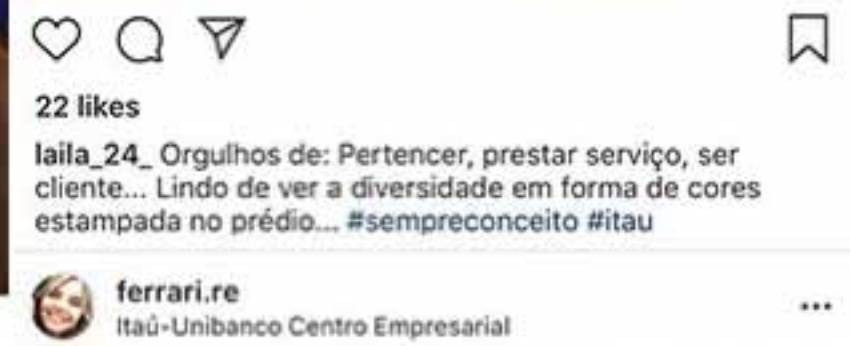 22 likes
laila_24_ Orgulhos de: Pertencer, prestar serviço, ser
cliente... Lindo de ver a diversidade em forma de cores
estampada no prédio... #sempreconceito #itau
ferrari.re
Itaú-Unibanco Centro Empresarial